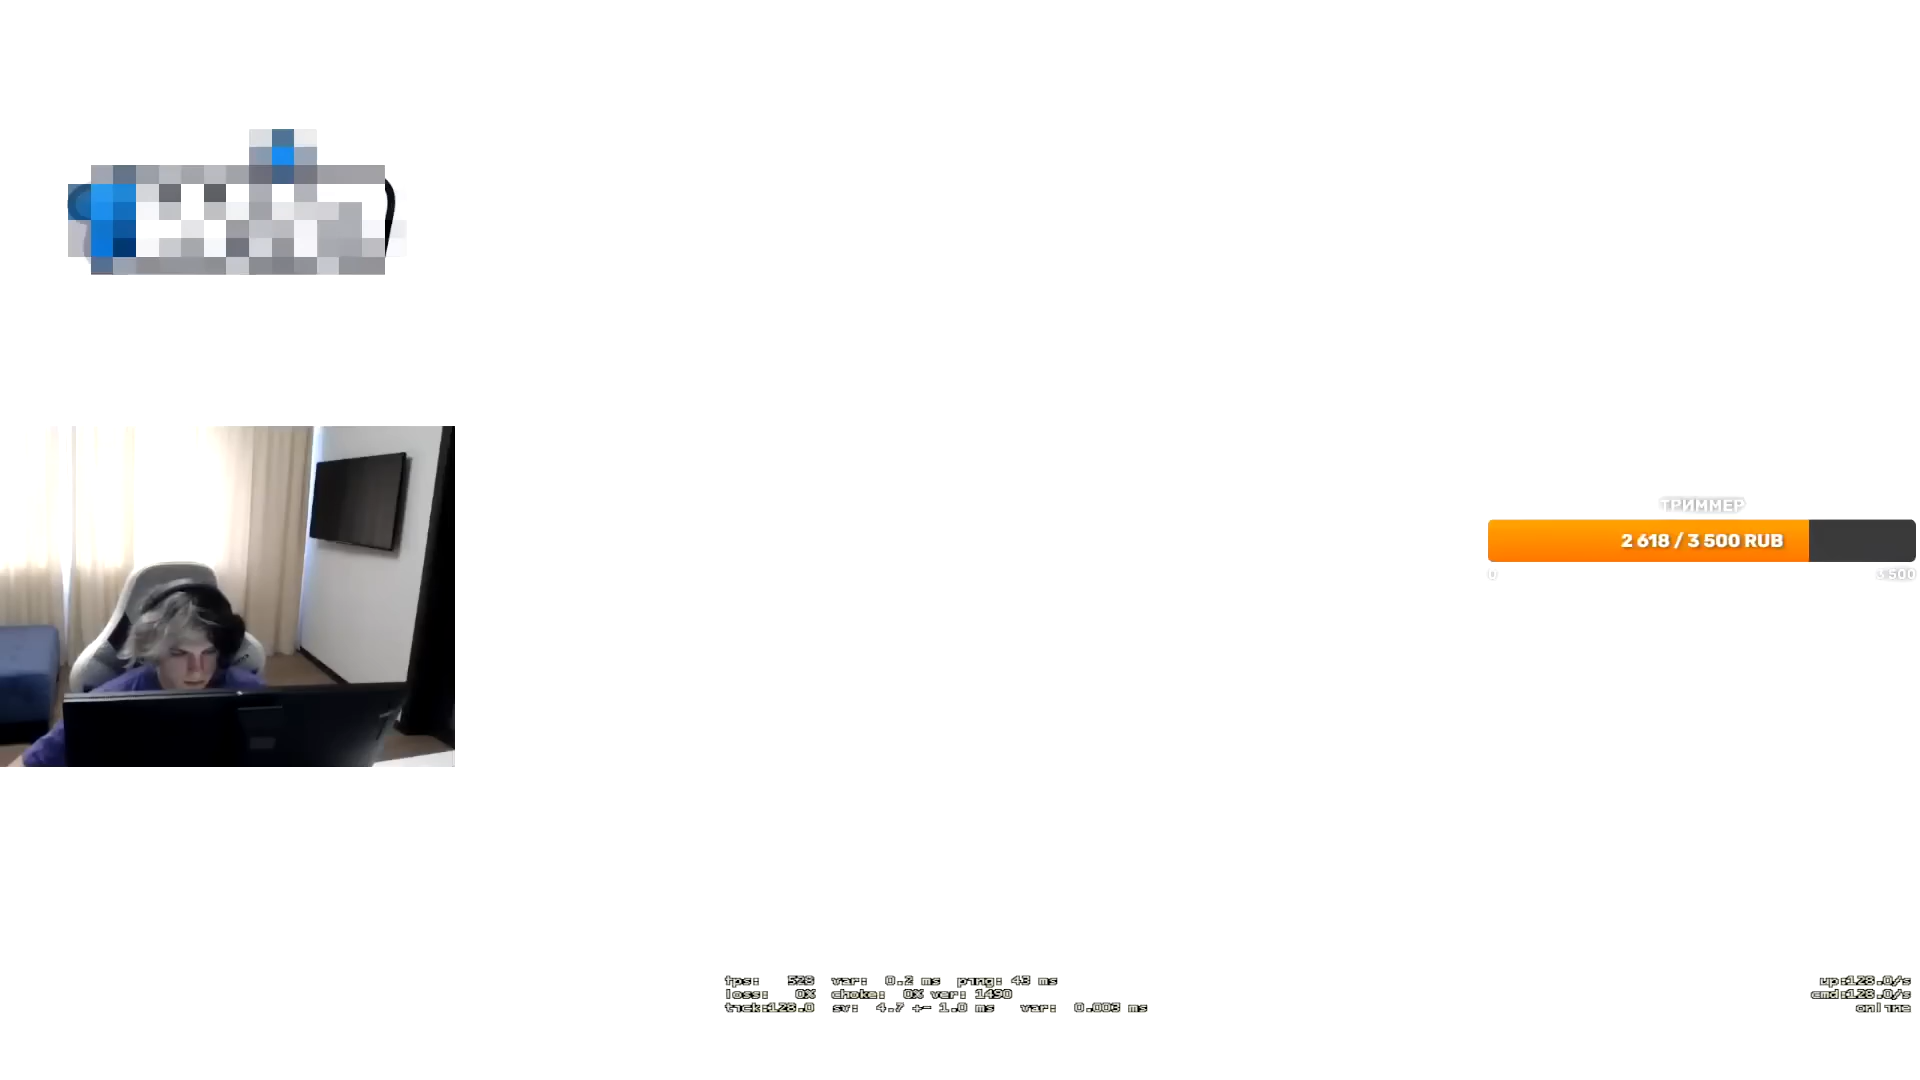 ТРИММЕР
2 618 / 3 500 RUB
0 3 500
fps: 528 var: 0.2 ms ping: 43 ms
loss: 0% choke: 0% ver: 1490
tick:128.0 sv: 4.7 +- 1.0 ms var: 0.003 ms
up:128.0/s
cmd:128.0/s
online